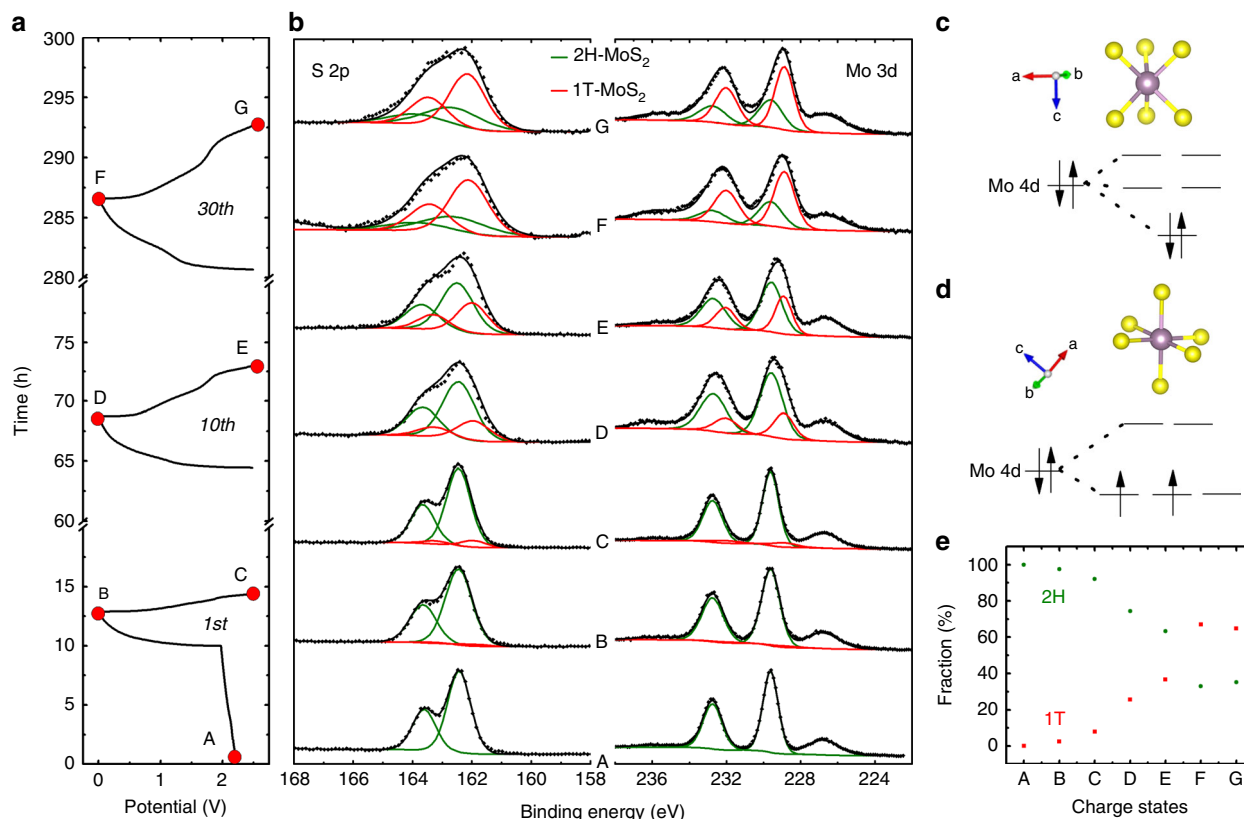 a
300
295
290
285
280
75
70
65
60
15
10
5
0
Time (h)
G
F
30th
E
D
10th
C
B
1st
A
0 2
Potential (V)
b
S 2p
2H-MoS₂
1T-MoS₂
Mo 3d
G
F
E
D
C
B
A
168 166 164 162 160 158
236 232 228 224
Binding energy (eV)
c
a b
c
Mo 4d
d
c a
b
Mo 4d
e
100
80
60
40
20
0
Fraction (%)
2H
1T
A B C D E F G
Charge states